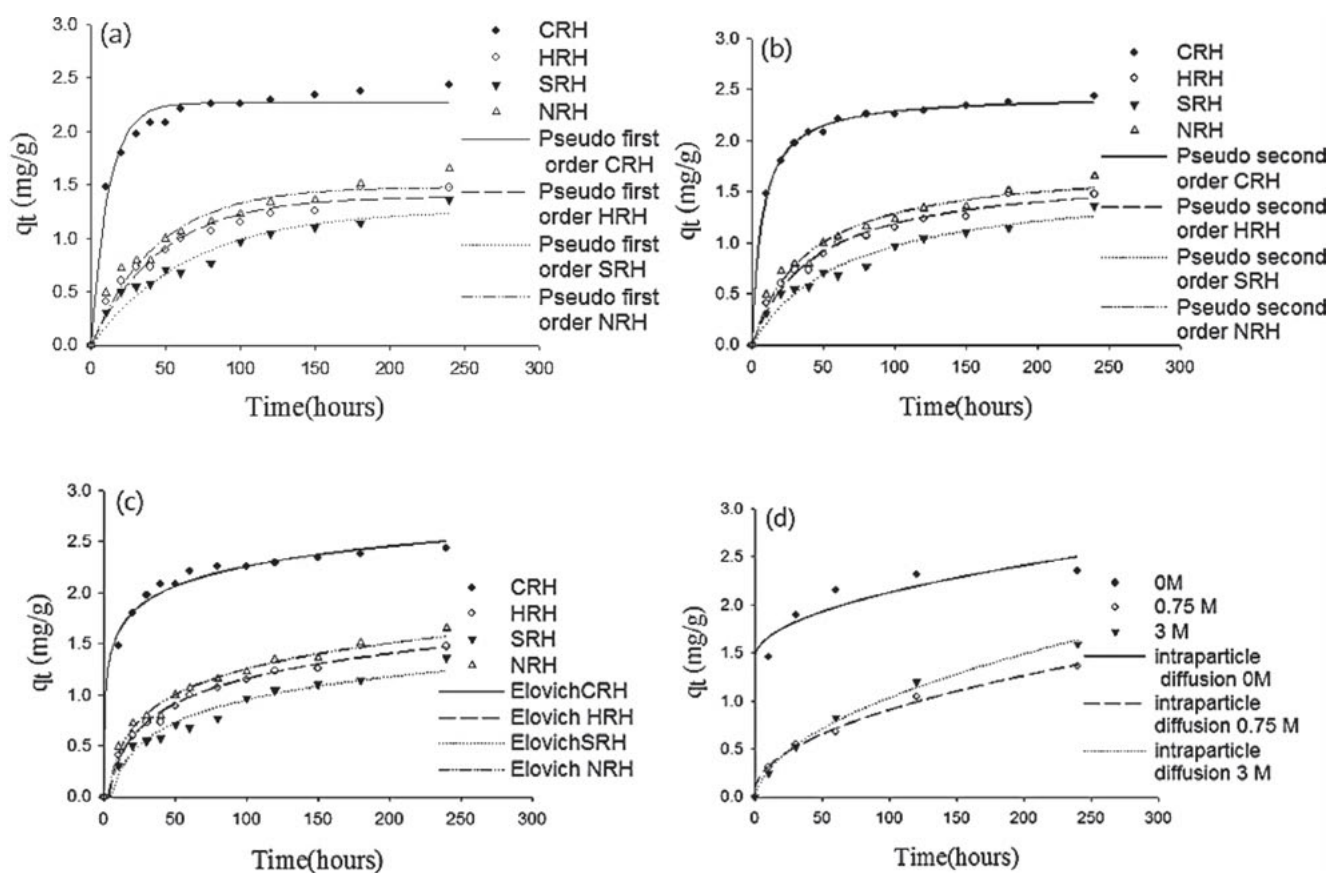 (a)
3.0
2.5
2.0
1.5
1.0
0.5
0.0
qt (mg/g)
CRH
HRH
SRH
NRH
Pseudo first
order CRH
Pseudo first
order HRH
Pseudo first
order SRH
Pseudo first
order NRH
0 50 100 150 200 250 300
Time(hours)
(b)
3.0
2.5
2.0
1.5
1.0
0.5
0.0
qt (mg/g)
CRH
HRH
SRH
NRH
Pseudo second
order CRH
Pseudo second
order HRH
Pseudo second
order SRH
Pseudo second
order NRH
0 50 100 150 200 250 300
Time(hours)
(c)
3.0
2.5
2.0
1.5
1.0
0.5
0.0
qt (mg/g)
CRH
HRH
SRH
NRH
ElovichCRH
Elovich HRH
ElovichSRH
Elovich NRH
0 50 100 150 200 250 300
Time(hours)
(d)
3.0
2.5
2.0
1.5
1.0
0.5
0.0
qt (mg/g)
0M
0.75 M
3 M
intraparticle
diffusion 0M
intraparticle
diffusion 0.75 M
intraparticle
diffusion 3 M
0 50 100 150 200 250 300
Time(hours)